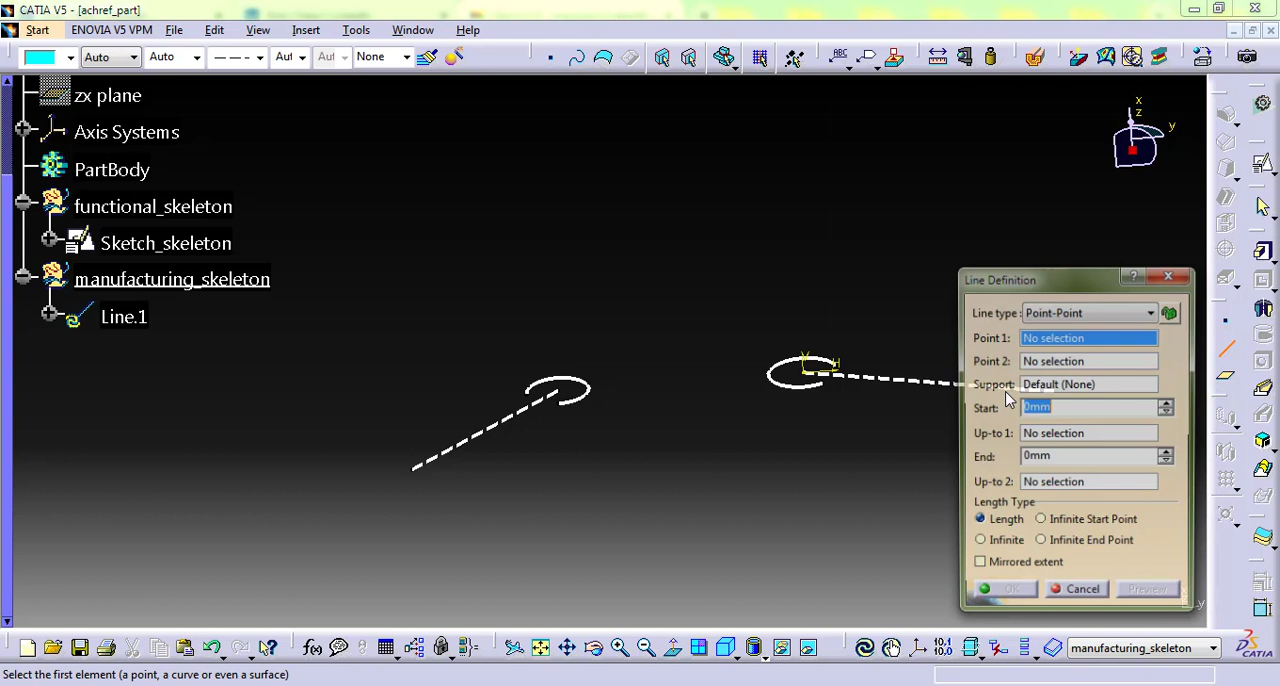 CATIA V5 - [achref_part]
Start ENOVIA V5 VPM File Edit View Insert Tools Window Help
Auto Auto Aut Aut None
zx plane
Axis Systems
PartBody
functional_skeleton
Sketch_skeleton
manufacturing_skeleton
Line.1
x
z
y
V H
Line Definition
Line type : Point-Point
Point 1: No selection
Point 2: No selection
Support: Default (None)
Start: 0mm
Up-to 1: No selection
End: 0mm
Up-to 2: No selection
Length Type
Length Infinite Start Point
Infinite Infinite End Point
Mirrored extent
OK Cancel Preview
y
f(x) 10.1 manufacturing_skeleton
CATIA
Select the first element (a point, a curve or even a surface)